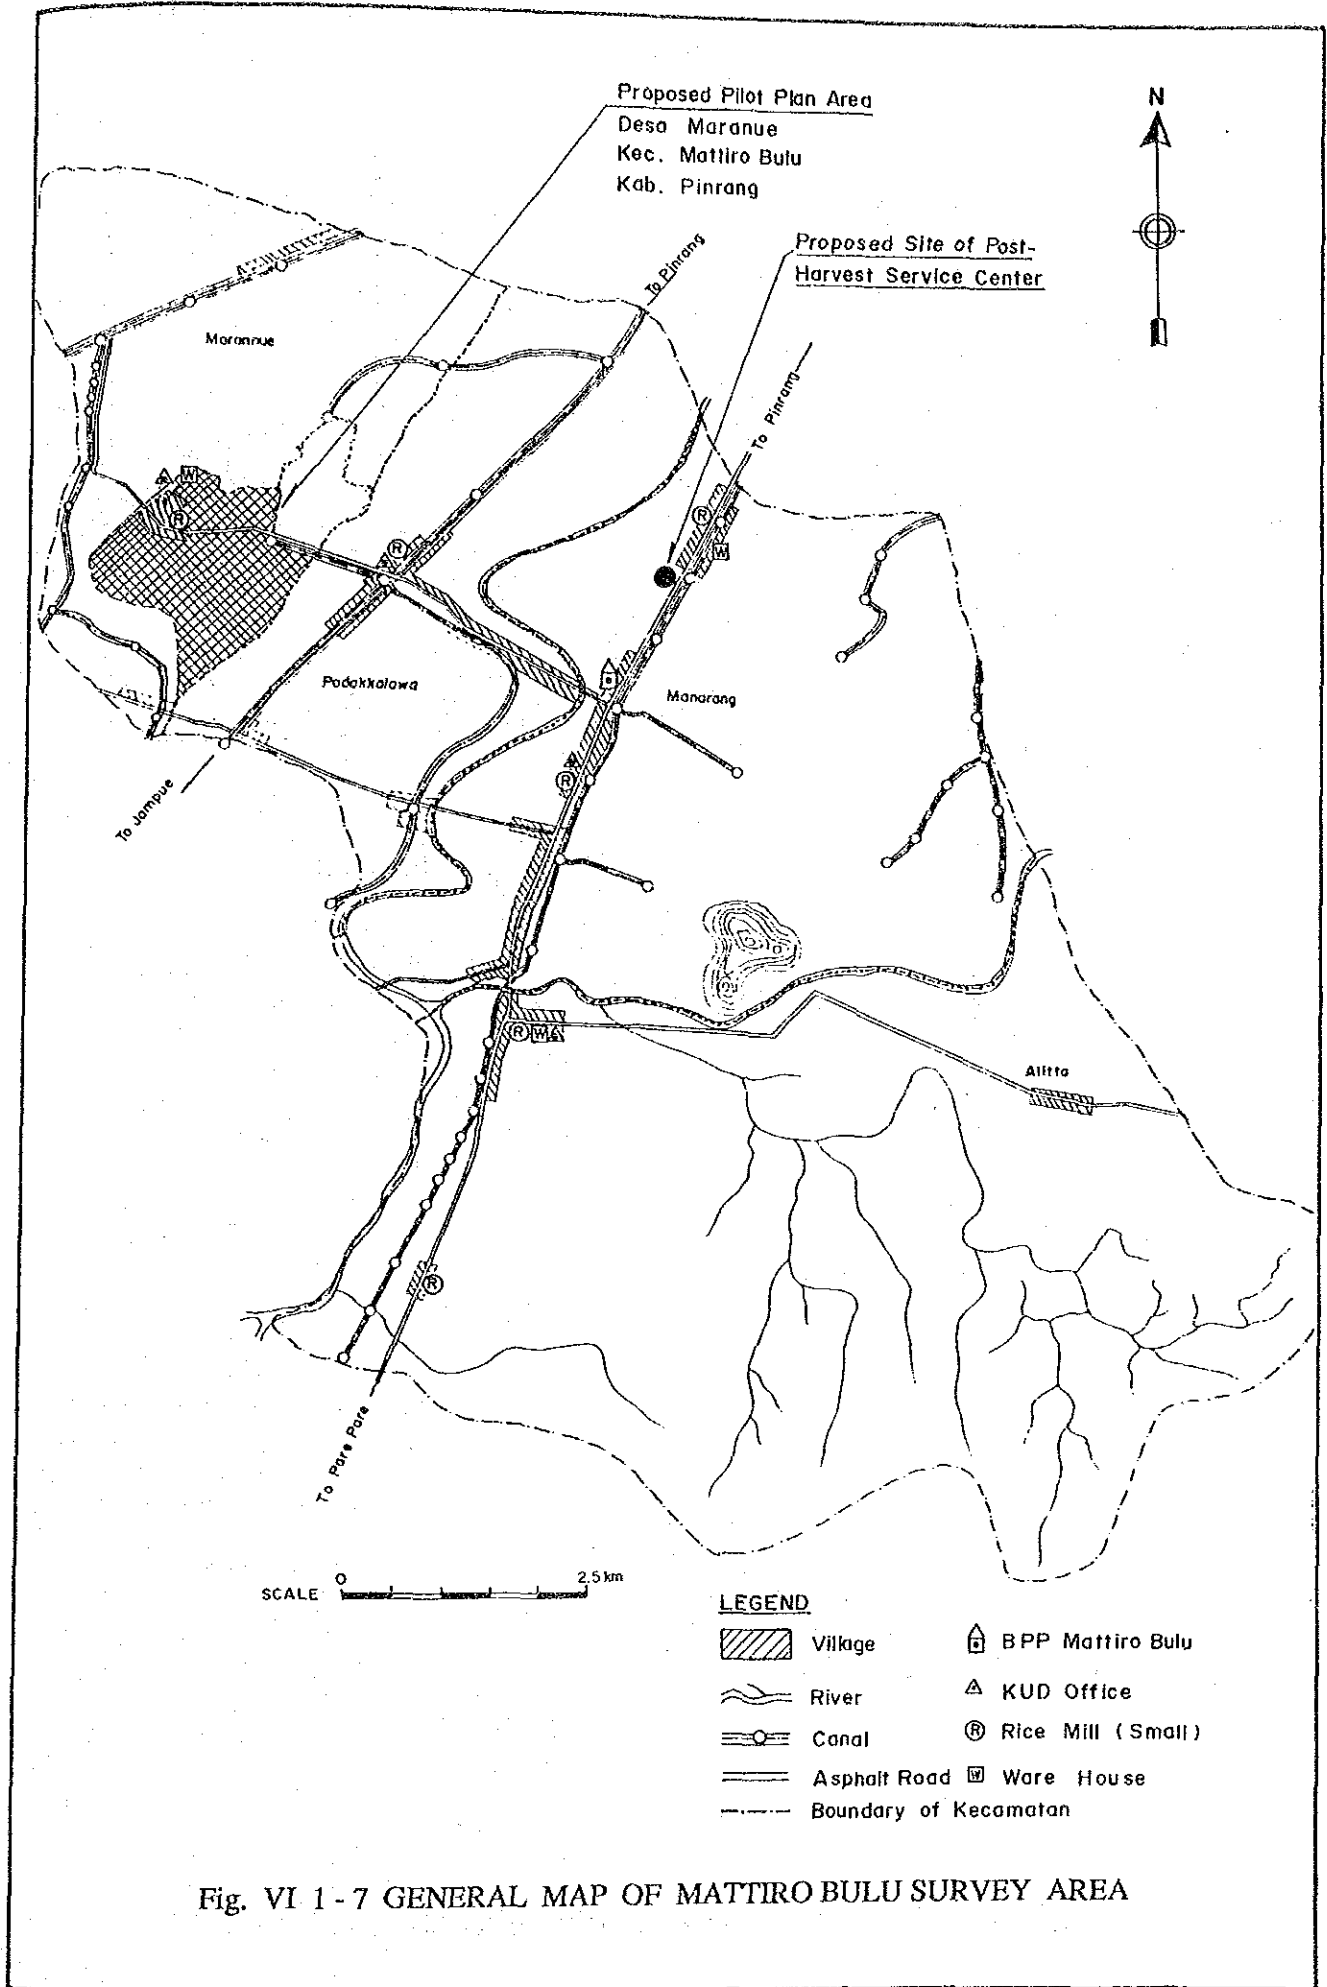 Proposed Pilot Plan Area
Desa Maranue
Kec. Mattiro Bulu
Kab. Pinrang
N
Proposed Site of Post-
Harvest Service Center
To Pinrang
To Pinrang
Marannue
W
R
R
R
W
Padakkalawa
Manarang
R
To Jampue
R
W
Alitta
R
To Pare Pare
SCALE
0
2.5 km
LEGEND
Village
BPP Mattiro Bulu
River
KUD Office
Canal
R
Rice Mill (Small)
Asphalt Road
W
Ware House
Boundary of Kecamatan
Fig. VI 1-7 GENERAL MAP OF MATTIRO BULU SURVEY AREA